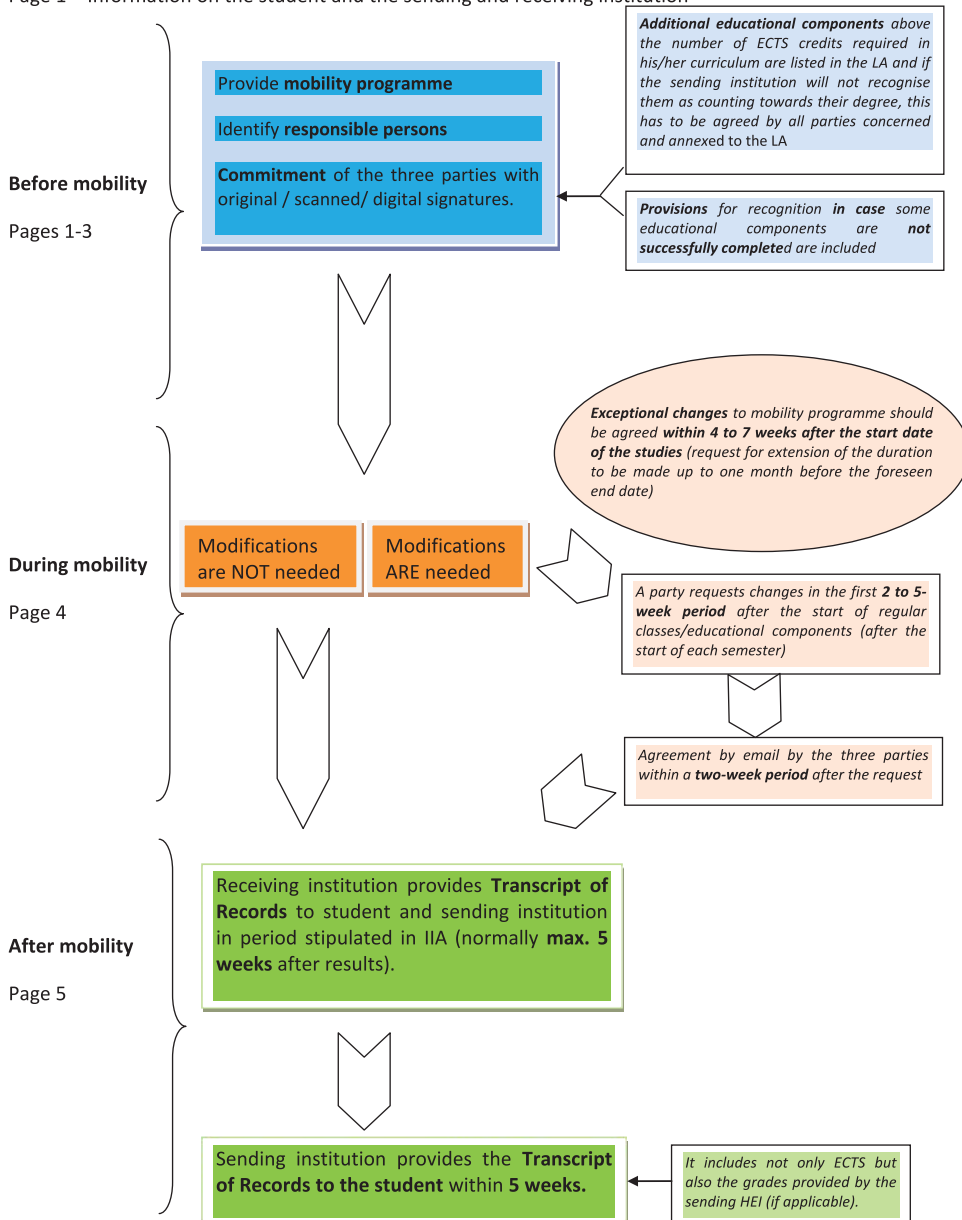 Page 1 – Information on the student and the sending and receiving institution
Additional educational components above
the number of ECTS credits required in
his/her curriculum are listed in the LA and if
the sending institution will not recognise
them as counting towards their degree, this
has to be agreed by all parties concerned
and annexed to the LA
Provide mobility programme
Identify responsible persons
Commitment of the three parties with
original / scanned/ digital signatures.
Before mobility
Pages 1-3
Provisions for recognition in case some
educational components are not
successfully completed are included
Exceptional changes to mobility programme should
be agreed within 4 to 7 weeks after the start date
of the studies (request for extension of the duration
to be made up to one month before the foreseen
end date)
During mobility
Page 4
Modifications
are NOT needed
Modifications
ARE needed
A party requests changes in the first 2 to 5-
week period after the start of regular
classes/educational components (after the
start of each semester)
Agreement by email by the three parties
within a two-week period after the request
After mobility
Page 5
Receiving institution provides Transcript of
Records to student and sending institution
in period stipulated in IIA (normally max. 5
weeks after results).
Sending institution provides the Transcript
of Records to the student within 5 weeks.
It includes not only ECTS but
also the grades provided by the
sending HEI (if applicable).